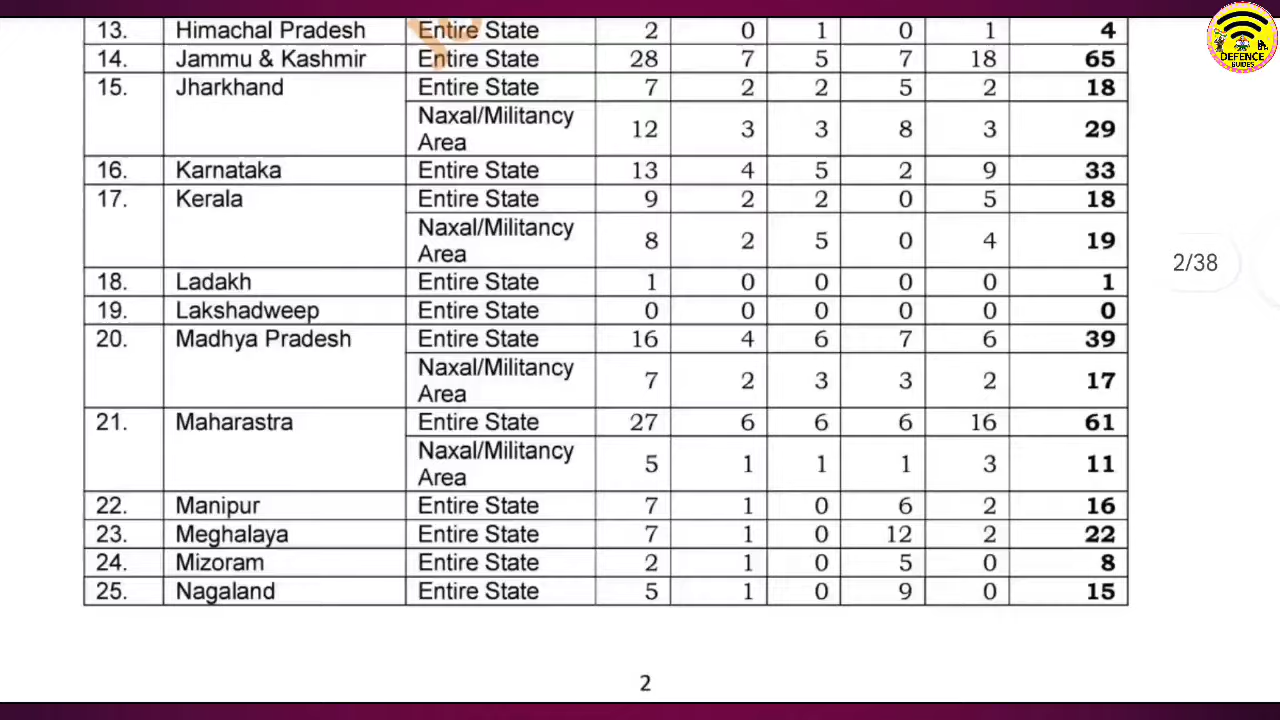 13. Himachal Pradesh Entire State 2 0 1 0 1 4
14. Jammu & Kashmir Entire State 28 7 5 7 18 65
15. Jharkhand Entire State 7 2 2 5 2 18
Naxal/Militancy Area 12 3 3 8 3 29
16. Karnataka Entire State 13 4 5 2 9 33
17. Kerala Entire State 9 2 2 0 5 18
Naxal/Militancy Area 8 2 5 0 4 19
18. Ladakh Entire State 1 0 0 0 0 1
19. Lakshadweep Entire State 0 0 0 0 0 0
20. Madhya Pradesh Entire State 16 4 6 7 6 39
Naxal/Militancy Area 7 2 3 3 2 17
21. Maharastra Entire State 27 6 6 6 16 61
Naxal/Militancy Area 5 1 1 1 3 11
22. Manipur Entire State 7 1 0 6 2 16
23. Meghalaya Entire State 7 1 0 12 2 22
24. Mizoram Entire State 2 1 0 5 0 8
25. Nagaland Entire State 5 1 0 9 0 15
2
2/38
DEFENCE
GUIDES